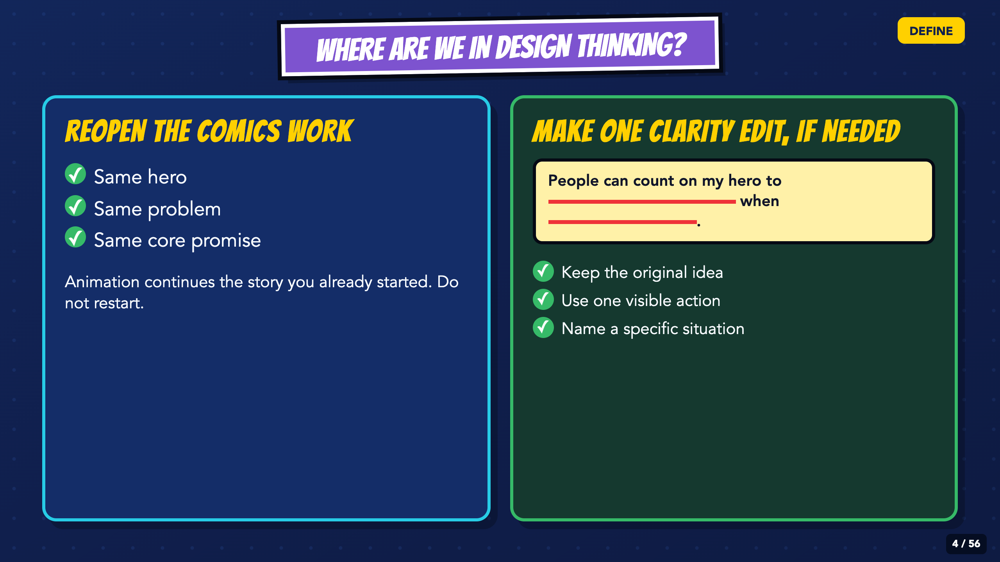 WHERE ARE WE IN DESIGN THINKING?
DEFINE
REOPEN THE COMICS WORK
Same hero
Same problem
Same core promise
Animation continues the story you already started. Do
not restart.
MAKE ONE CLARITY EDIT, IF NEEDED
People can count on my hero to
when
.
Keep the original idea
Use one visible action
Name a specific situation
4 / 56